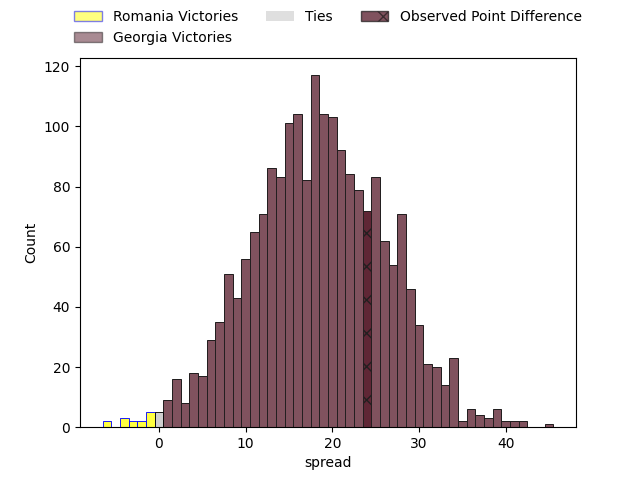 Romania Victories
Georgia Victories
Ties
Observed Point Difference
120
100
80
60
40
20
0
Count
0 10 20 30 40
spread